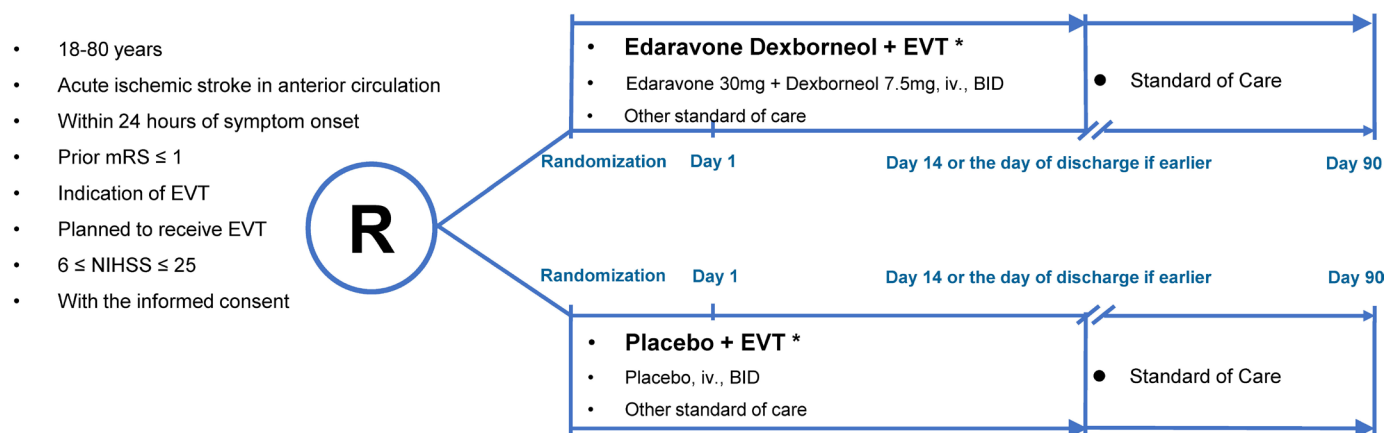 • 18-80 years
• Acute ischemic stroke in anterior circulation
• Within 24 hours of symptom onset
• Prior mRS ≤ 1
• Indication of EVT
• Planned to receive EVT
• 6 ≤ NIHSS ≤ 25
• With the informed consent
R
• Edaravone Dexborneol + EVT *
• Edaravone 30mg + Dexborneol 7.5mg, iv., BID
• Other standard of care
● Standard of Care
Randomization Day 1 Day 14 or the day of discharge if earlier Day 90
Randomization Day 1 Day 14 or the day of discharge if earlier Day 90
• Placebo + EVT *
• Placebo, iv., BID
• Other standard of care
● Standard of Care